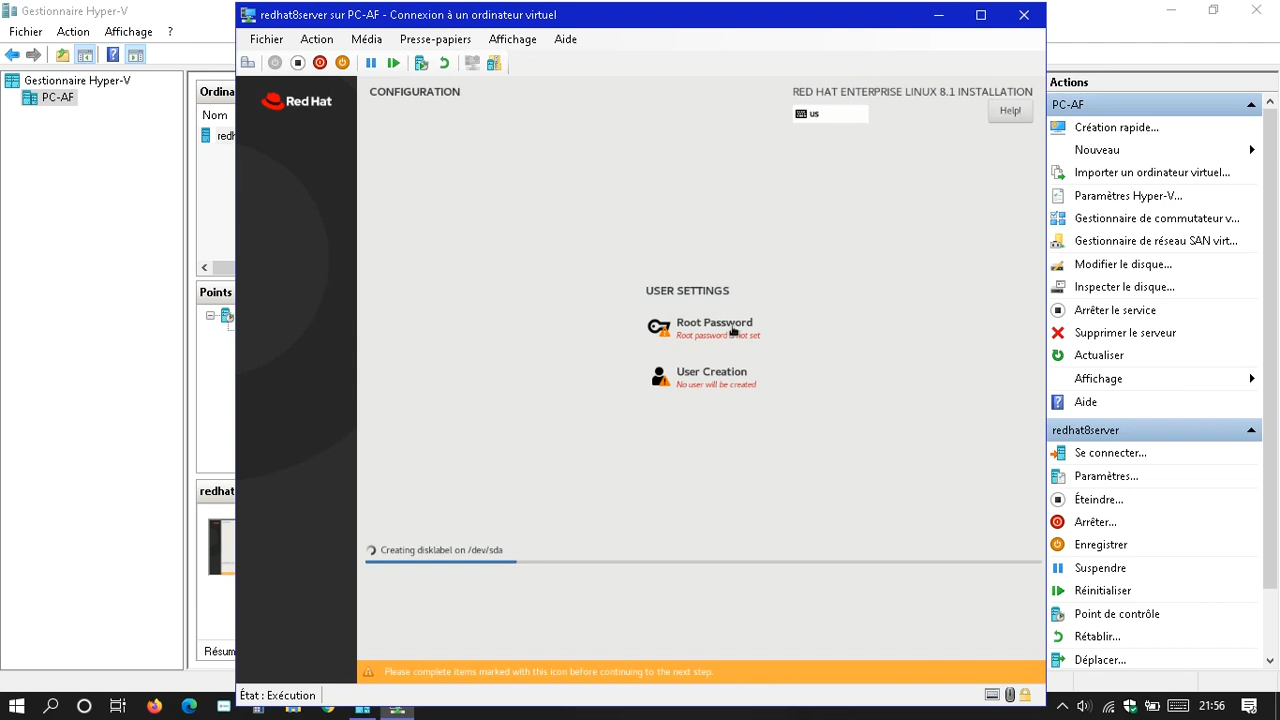 Fichier
Action
Affichage
?
Gestionnaire Hyper-V
PC-AF
Nom
redhat8server sur PC-AF - Connexion à un ordinateur virtuel
Fichier
Action
Média
Presse-papiers
Affichage
Aide
Red Hat
CONFIGURATION
RED HAT ENTERPRISE LINUX 8.1 INSTALLATION
us
Help!
USER SETTINGS
Root Password
Root password is not set
User Creation
No user will be created
Creating disklabel on /dev/sda
Please complete items marked with this icon before continuing to the next step.
État : Exécution
Points
Actions
PC-AF
Création rapide...
Nouveau
Importer un ordinateur virtuel...
Paramètres Hyper-V...
Gestionnaire de commutateur v...
Gestionnaire de réseau SAN virt...
Modifier le disque...
Inspecter le disque...
Arrêter le service
Supprimer le serveur
Actualiser
Affichage
Aide
redhat8server
Se connecter...
Paramètres...
Éteindre...
Arrêter...
Enregistrer
Suspendre
Réinitialiser
Point de contrôle
Rétablir...
Déplacer...
21:56